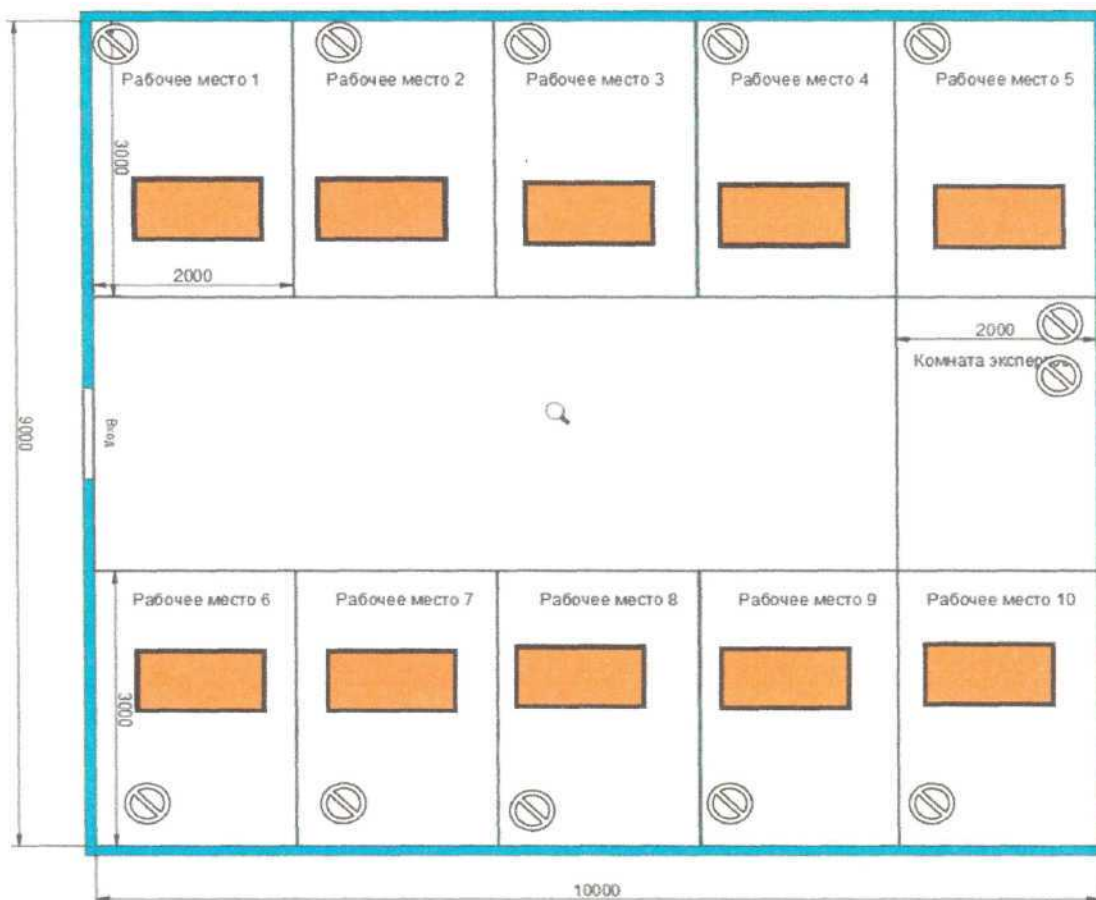 Рабочее место 1
Рабочее место 2
Рабочее место 3
Рабочее место 4
Рабочее место 5
3000
2000
2000
Комната
9000
Вход
Рабочее место 6
Рабочее место 7
Рабочее место 8
Рабочее место 9
Рабочее место 10
3000
10000